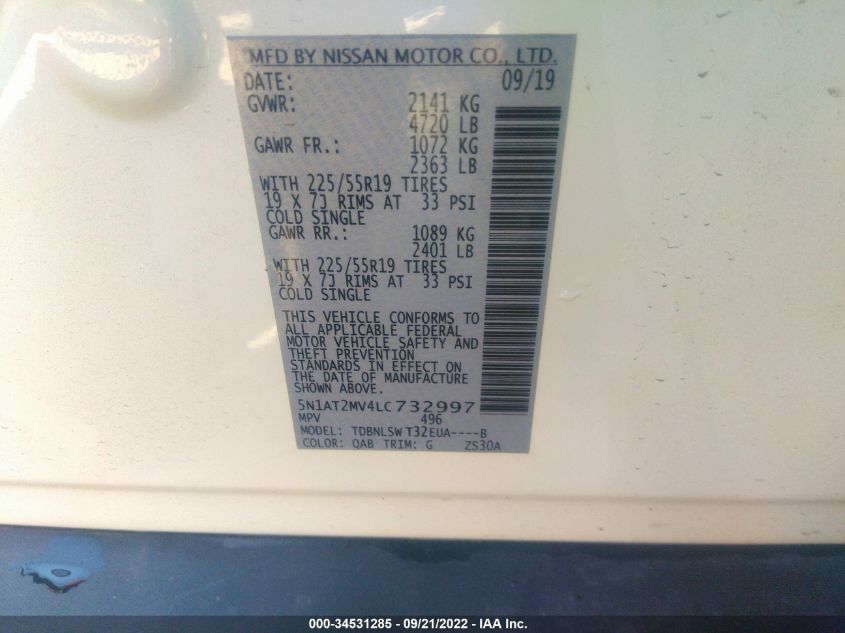 MFD BY NISSAN MOTOR CO., LTD.
DATE: 09/19
GVWR: 2141 KG
4720 LB
GAWR FR.: 1072 KG
2363 LB
WITH 225/55R19 TIRES
19 X 7J RIMS AT 33 PSI
COLD SINGLE
GAWR RR.: 1089 KG
2401 LB
WITH 225/55R19 TIRES
19 X 7J RIMS AT 33 PSI
COLD SINGLE
THIS VEHICLE CONFORMS TO
ALL APPLICABLE FEDERAL
MOTOR VEHICLE SAFETY AND
THEFT PREVENTION
STANDARDS IN EFFECT ON
THE DATE OF MANUFACTURE
SHOWN ABOVE.
5N1AT2MV4LC732997
MPV 496
MODEL: TDBNLSW T32EUA----B
COLOR: QAB TRIM: G ZS30A
000-34531285 - 09/21/2022 - IAA Inc.